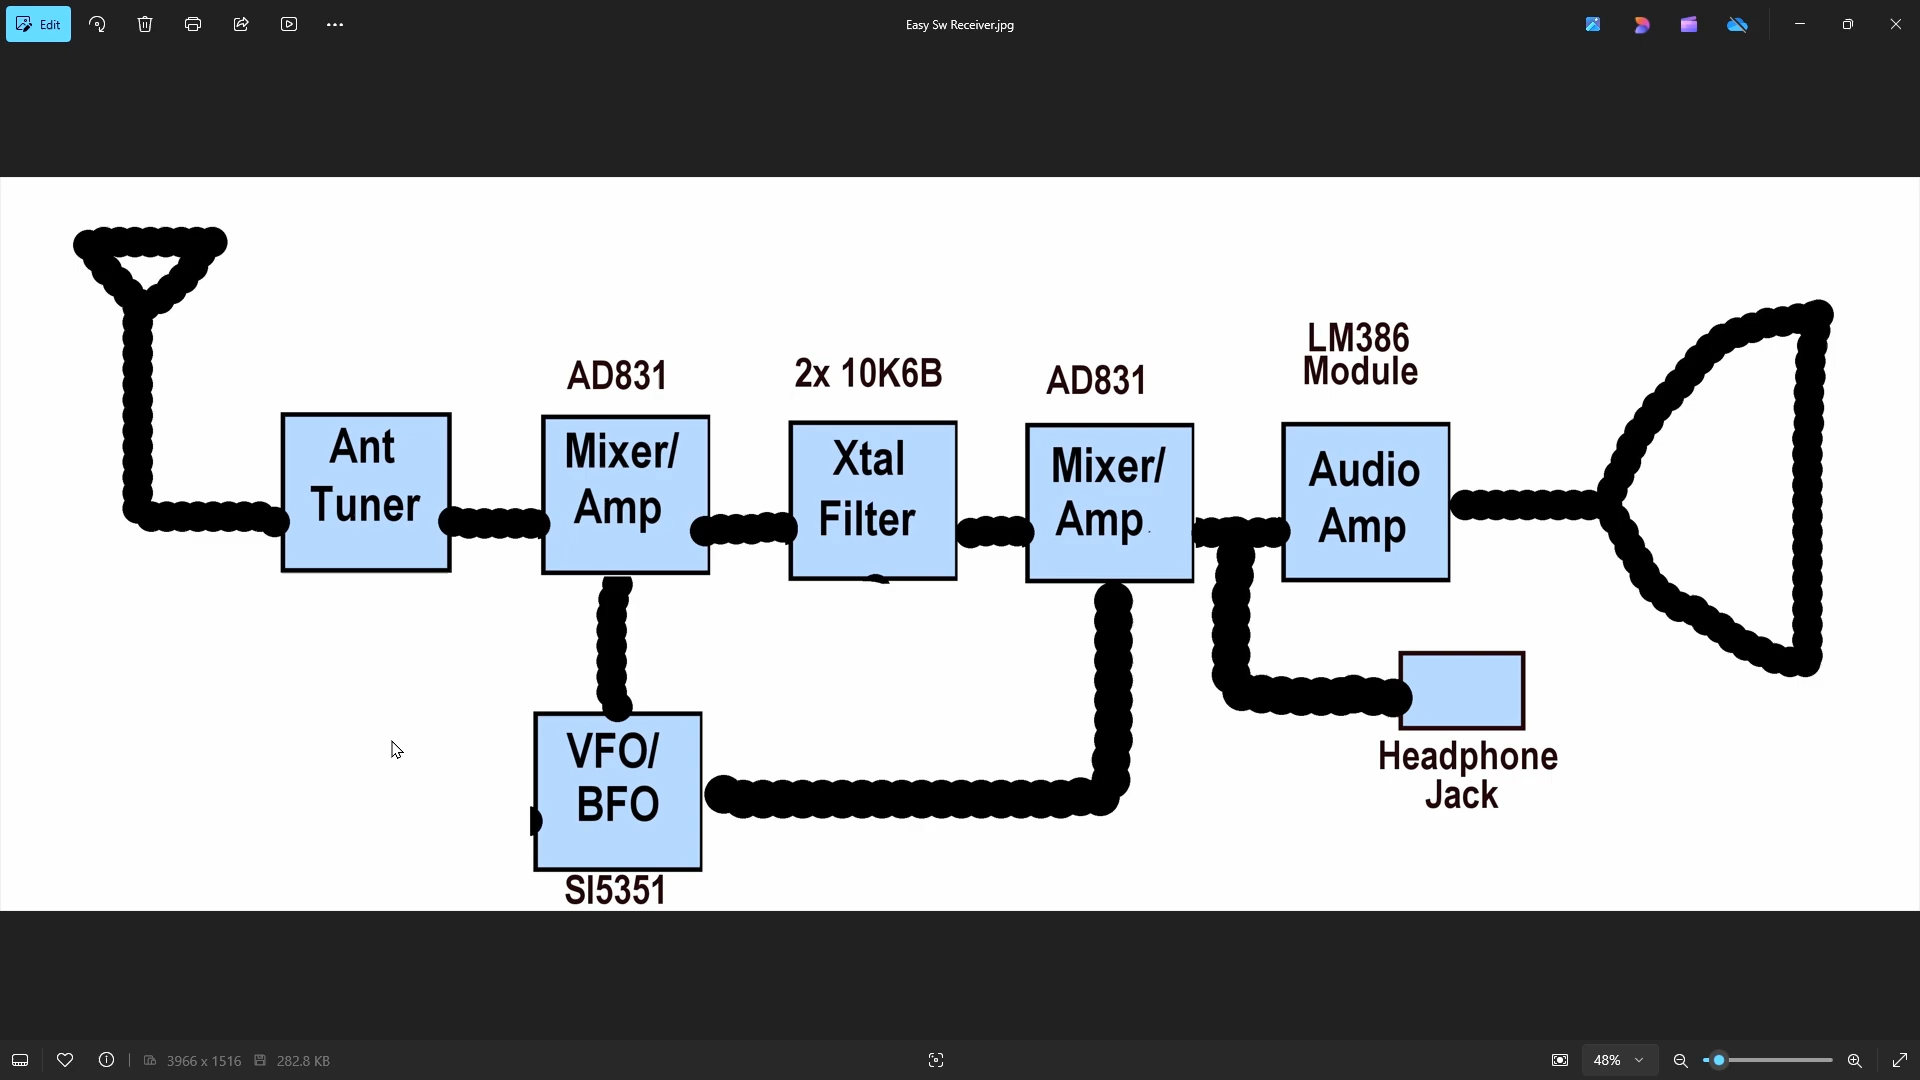 Edit
Easy Sw Receiver.jpg
LM386
Module
AD831
2x 10K6B
AD831
Ant
Tuner
Mixer/
Amp
Xtal
Filter
Mixer/
Amp
Audio
Amp
VFO/
BFO
SI5351
Headphone
Jack
3966 x 1516
282.8 KB
48%